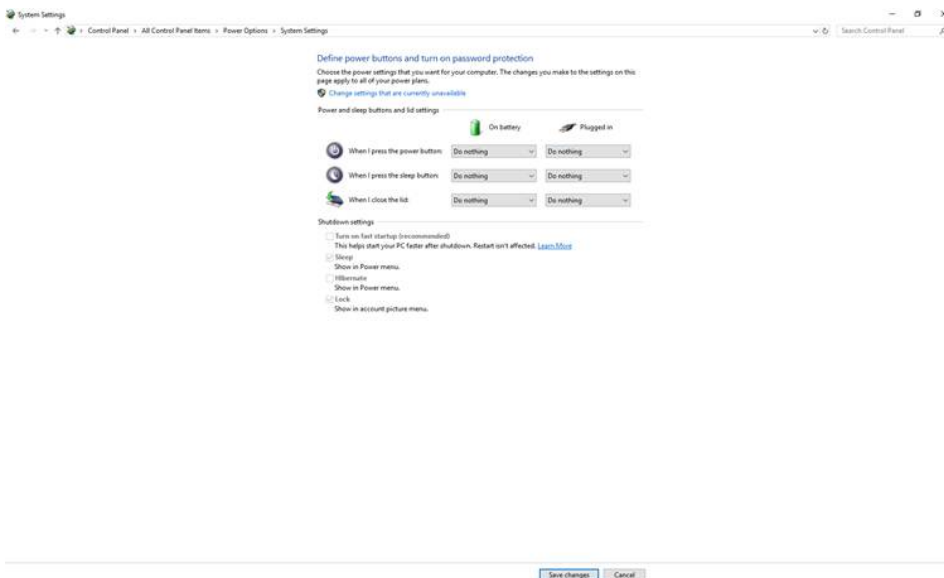 System Settings
Control Panel > All Control Panel Items > Power Options > System Settings
Search Control Panel
Define power buttons and turn on password protection
Choose the power settings that you want for your computer. The changes you make to the settings on this
page apply to all of your power plans.
Change settings that are currently unavailable
Power and sleep buttons and lid settings
On battery Plugged in
When I press the power button: Do nothing Do nothing
When I press the sleep button: Do nothing Do nothing
When I close the lid: Do nothing Do nothing
Shutdown settings
Turn on fast startup (recommended)
This helps start your PC faster after shutdown. Restart isn't affected. Learn More
Sleep
Show in Power menu.
Hibernate
Show in Power menu.
Lock
Show in account picture menu.
Save changes Cancel